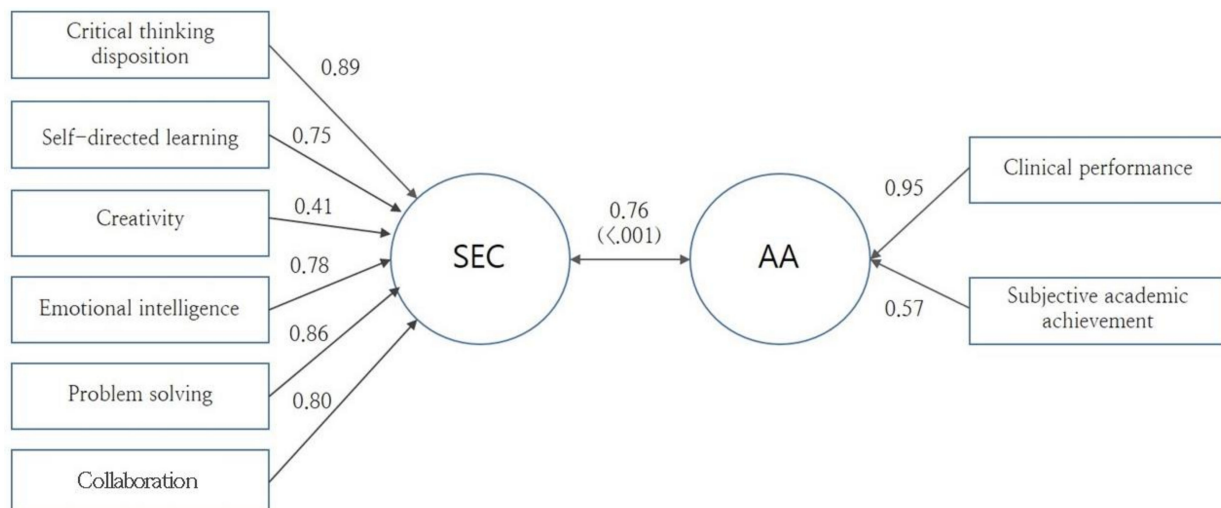 Critical thinking
disposition
0.89
Self-directed learning
0.75
Creativity
0.41
Emotional intelligence
0.78
Problem solving
0.86
Collaboration
0.80
SEC
0.76
(<.001)
AA
0.95
Clinical performance
0.57
Subjective academic
achievement